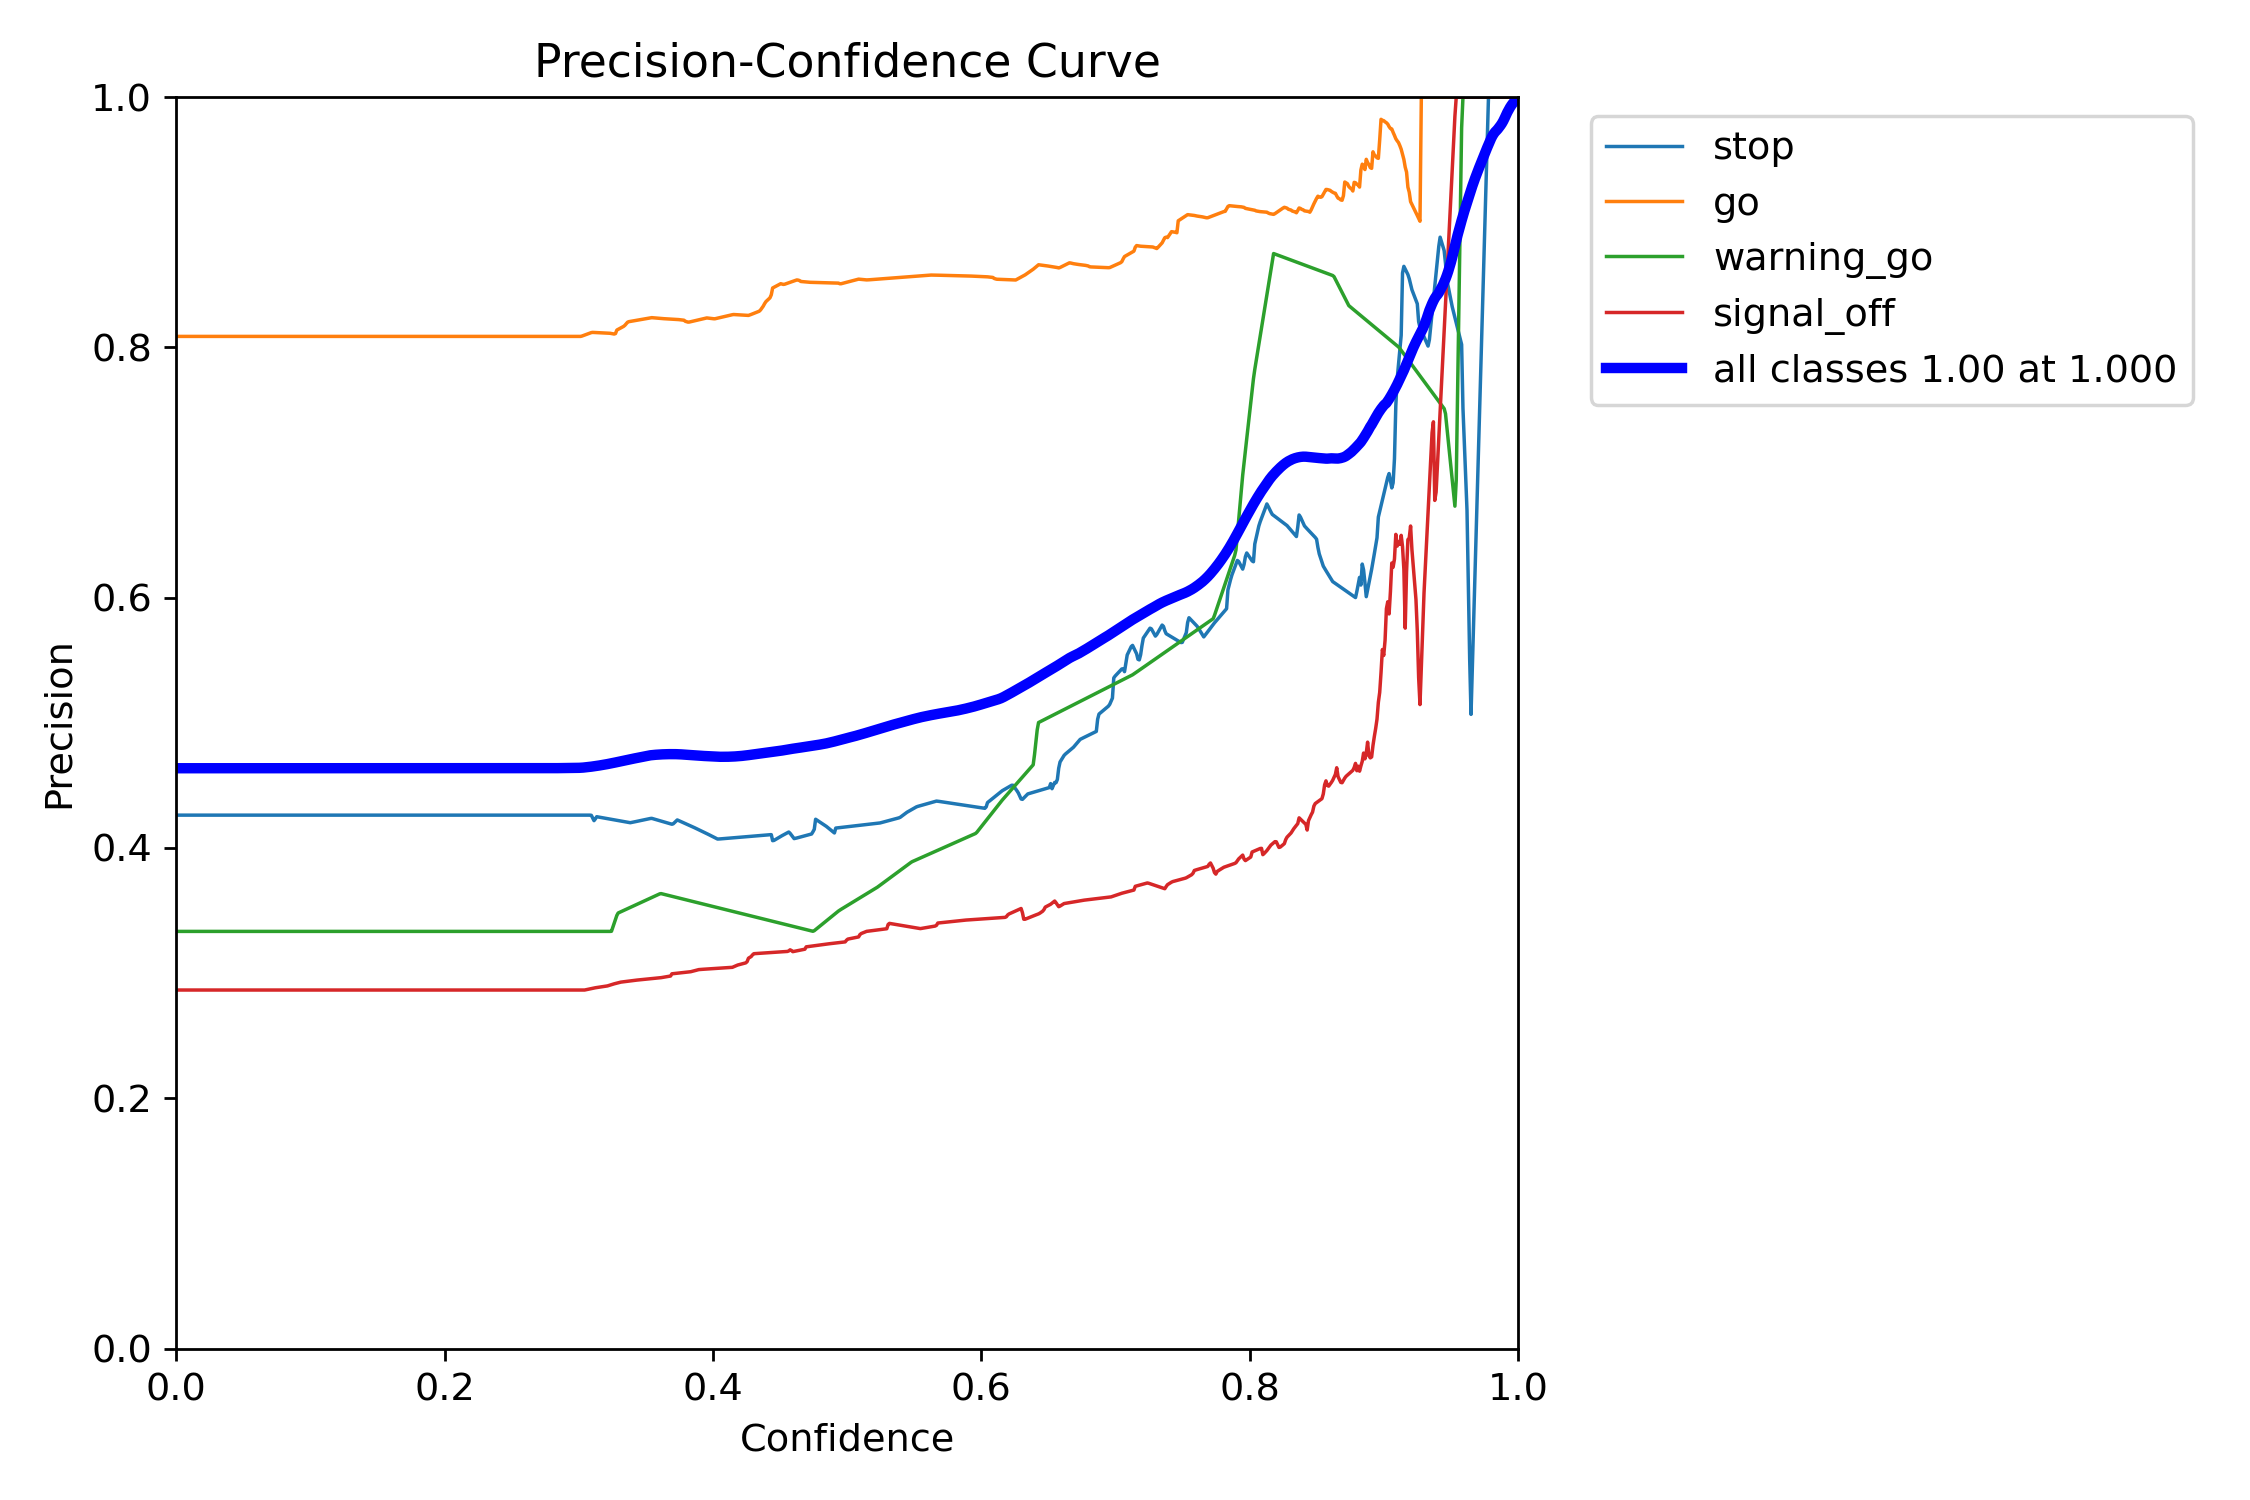 Precision-Confidence Curve
1.0
0.8
0.6
0.4
0.2
0.0
Precision
0.0 0.2 0.4 0.6 0.8 1.0
Confidence
stop
go
warning_go
signal_off
all classes 1.00 at 1.000